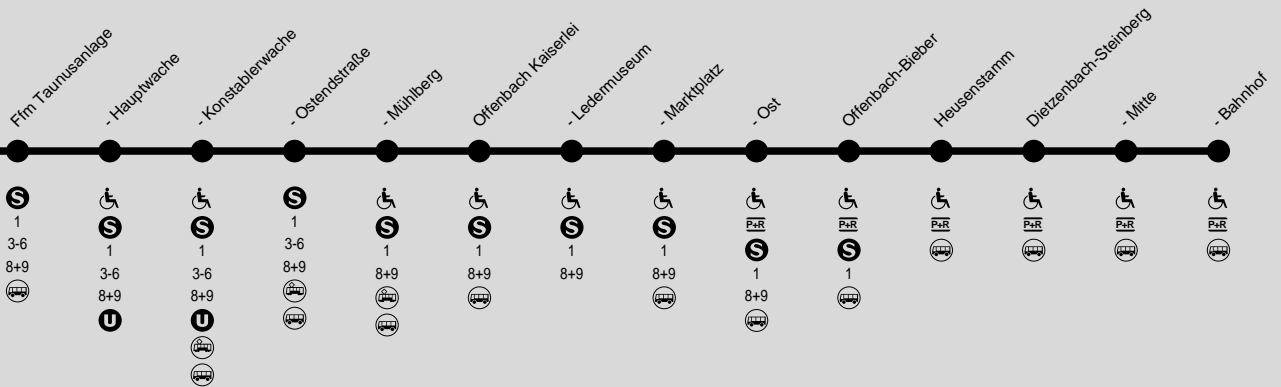 Ffm Taunusanlage
- Hauptwache
- Konstablerwache
- Ostendstraße
- Mühlberg
Offenbach Kaiserlei
- Ledermuseum
- Marktplatz
- Ost
Offenbach-Bieber
Heusenstamm
Dietzenbach-Steinberg
- Mitte
- Bahnhof
S
1
3-6
8+9
S
1
3-6
8+9
U
S
1
3-6
8+9
U
S
1
3-6
8+9
S
1
8+9
S
1
8+9
S
1
8+9
S
1
8+9
P+R
S
1
8+9
P+R
S
1
P+R
P+R
P+R
P+R